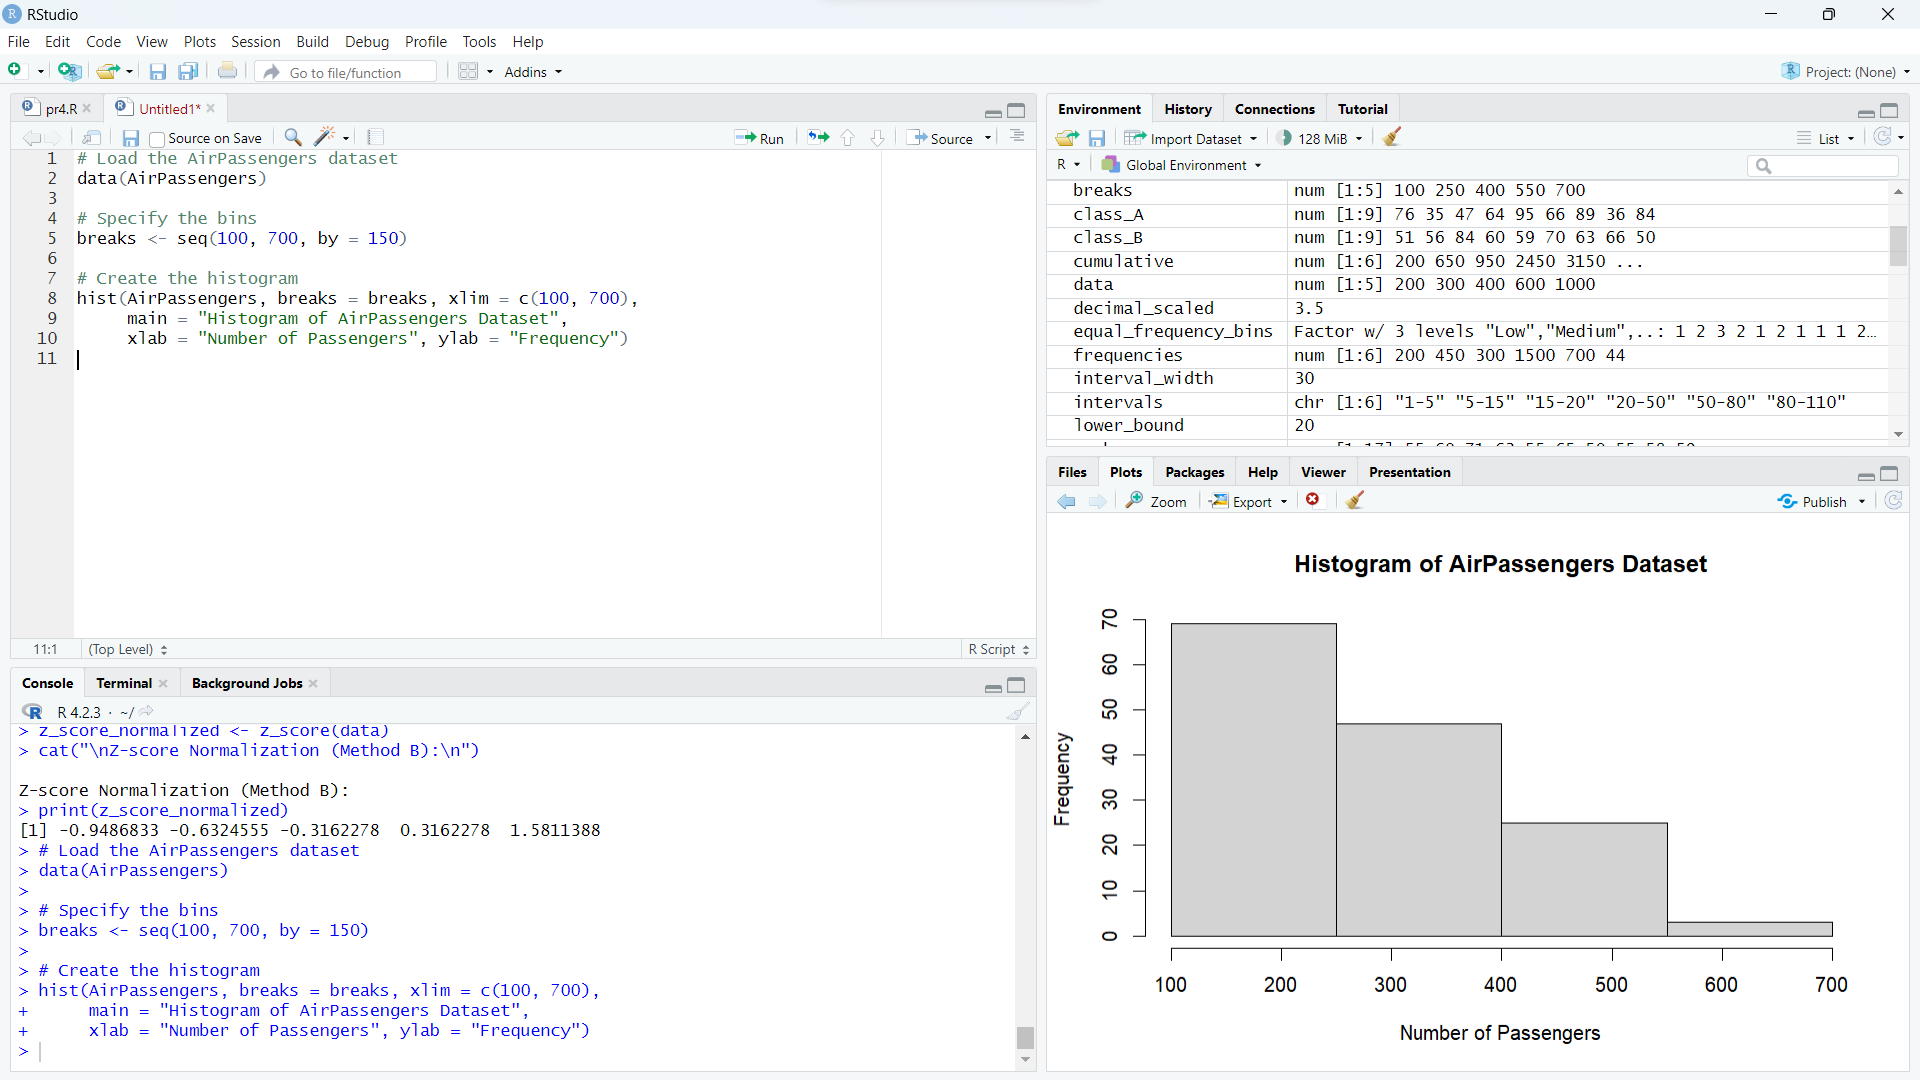 RStudio
File Edit Code View Plots Session Build Debug Profile Tools Help
Go to file/function Addins Project: (None)
pr4.R Untitled1*
Source on Save Run Source
1 # Load the AirPassengers dataset
2 data(AirPassengers)
3
4 # Specify the bins
5 breaks <- seq(100, 700, by = 150)
6
7 # Create the histogram
8 hist(AirPassengers, breaks = breaks, xlim = c(100, 700),
9 main = "Histogram of AirPassengers Dataset",
10 xlab = "Number of Passengers", ylab = "Frequency")
11
11:1 (Top Level) R Script
Console Terminal Background Jobs
R 4.2.3 · ~/
> z_score_normalized <- z_score(data)
> cat("\nZ-score Normalization (Method B):\n")
Z-score Normalization (Method B):
> print(z_score_normalized)
[1] -0.9486833 -0.6324555 -0.3162278 0.3162278 1.5811388
> # Load the AirPassengers dataset
> data(AirPassengers)
>
> # Specify the bins
> breaks <- seq(100, 700, by = 150)
>
> # Create the histogram
> hist(AirPassengers, breaks = breaks, xlim = c(100, 700),
+ main = "Histogram of AirPassengers Dataset",
+ xlab = "Number of Passengers", ylab = "Frequency")
>
Environment History Connections Tutorial
Import Dataset 128 MiB List
R Global Environment
breaks num [1:5] 100 250 400 550 700
class_A num [1:9] 76 35 47 64 95 66 89 36 84
class_B num [1:9] 51 56 84 60 59 70 63 66 50
cumulative num [1:6] 200 650 950 2450 3150 ...
data num [1:5] 200 300 400 600 1000
decimal_scaled 3.5
equal_frequency_bins Factor w/ 3 levels "Low","Medium",..: 1 2 3 2 1 2 1 1 1 2…
frequencies num [1:6] 200 450 300 1500 700 44
interval_width 30
intervals chr [1:6] "1-5" "5-15" "15-20" "20-50" "50-80" "80-110"
lower_bound 20
Files Plots Packages Help Viewer Presentation
Zoom Export Publish
Histogram of AirPassengers Dataset
Frequency
70
60
50
40
30
20
10
0
100 200 300 400 500 600 700
Number of Passengers